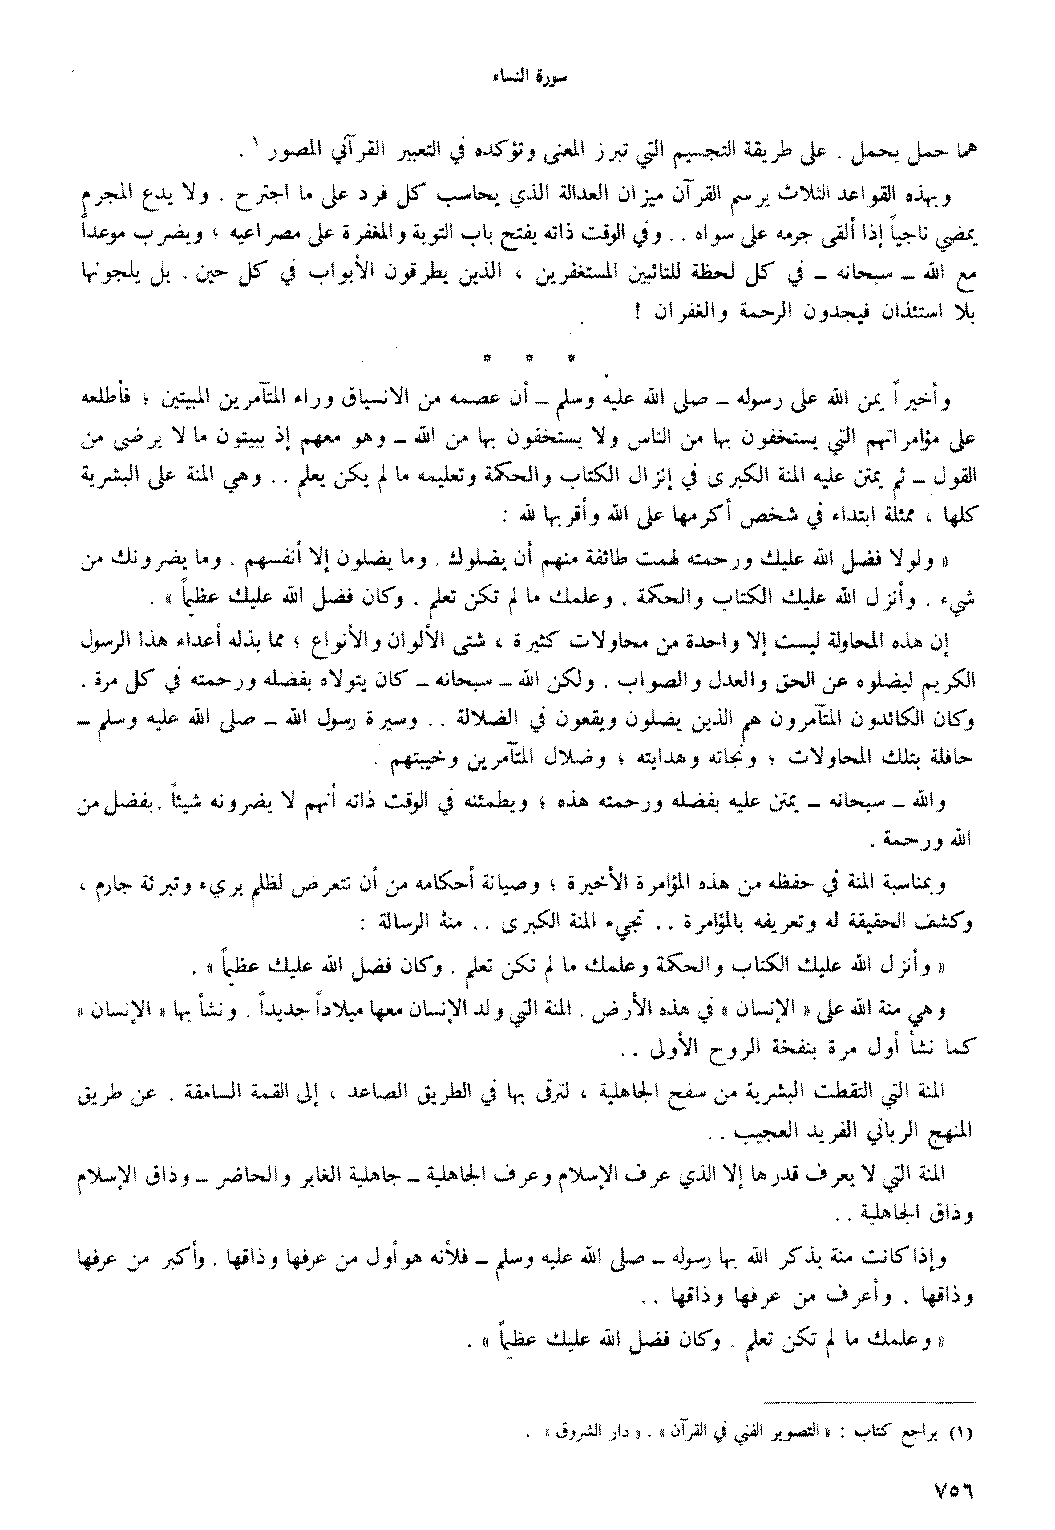 سورة النساء
هما حمل يحمل . على طريقة التجسيم التي تبرز المعنى وتؤكده في التعبير القرآني المصور ١ .
وبهذه القواعد الثلاث يرسم القرآن ميزان العدالة الذي يحاسب كل فرد على ما اجترح . ولا يدع المجرم
يمضي ناجياً إذا ألقى جرمه على سواه .. وفي الوقت ذاته يفتح باب التوبة والمغفرة على مصراعيه ؛ ويضرب موعداً
مع الله – سبحانه – في كل لحظة للتائبين المستغفرين ، الذين يطرقون الأبواب في كل حين . بل يلجونها
بلا استئذان فيجدون الرحمة والغفران !
* * *
وأخيراً يمن الله على رسوله – صلى الله عليه وسلم – أن عصمه من الانسياق وراء المتآمرين المبيتين ؛ فأطلعه
على مؤامراتهم التي يستخفون بها من الناس ولا يستخفون بها من الله – وهو معهم إذ يبيتون ما لا يرضى من
القول – ثم يمتن عليه المنة الكبرى في إنزال الكتاب والحكمة وتعليمه ما لم يكن يعلم .. وهي المنة على البشرية
كلها ، ممثلة ابتداء في شخص أكرمها على الله وأقربها لله :
« ولولا فضل الله عليك ورحمته لهمت طائفة منهم أن يضلوك . وما يضلون إلا أنفسهم . وما يضرونك من
شيء . وأنزل الله عليك الكتاب والحكمة . وعلمك ما لم تكن تعلم . وكان فضل الله عليك عظيماً » .
إن هذه المحاولة ليست إلا واحدة من محاولات كثيرة ، شتى الألوان والأنواع ؛ مما بذله أعداء هذا الرسول
الكريم ليضلوه عن الحق والعدل والصواب . ولكن الله – سبحانه – كان يتولاه بفضله ورحمته في كل مرة .
وكان الكائدون المتآمرون هم الذين يضلون ويقعون في الضلالة .. وسيرة رسول الله – صلى الله عليه وسلم –
حافلة بتلك المحاولات ؛ ونجاته وهدايته ؛ وضلال المتآمرين وخيبتهم .
والله – سبحانه – يمتن عليه بفضله ورحمته هذه ؛ ويطمئنه في الوقت ذاته أنهم لا يضرونه شيئاً . بفضل من
الله ورحمة .
وبمناسبة المنة في حفظه من هذه المؤامرة الأخيرة ؛ وصيانة أحكامه من أن تتعرض لظلم بريء وتبرئة جارم ،
وكشف الحقيقة له وتعريفه بالمؤامرة .. تجيء المنة الكبرى .. منة الرسالة :
« وأنزل الله عليك الكتاب والحكمة وعلمك ما لم تكن تعلم . وكان فضل الله عليك عظيماً » .
وهي منة الله على « الإنسان » في هذه الأرض . المنة التي ولد الإنسان معها ميلاداً جديداً . ونشأ بها « الإنسان »
كما نشأ أول مرة بنفخة الروح الأولى ..
المنة التي التقطت البشرية من سفح الجاهلية ، لترقى بها في الطريق الصاعد ، إلى القمة السامقة . عن طريق
المنهج الرباني الفريد العجيب ..
المنة التي لا يعرف قدرها إلا الذي عرف الإسلام وعرف الجاهلية – جاهلية الغابر والحاضر – وذاق الإسلام
وذاق الجاهلية ..
وإذا كانت منة يذكر الله بها رسوله – صلى الله عليه وسلم – فلأنه هو أول من عرفها وذاقها . وأكبر من عرفها
وذاقها . وأعرف من عرفها وذاقها ..
« وعلمك ما لم تكن تعلم . وكان فضل الله عليك عظيماً » .
(١) يراجع كتاب : « التصوير الفني في القرآن » . « دار الشروق » .
٧٥٦